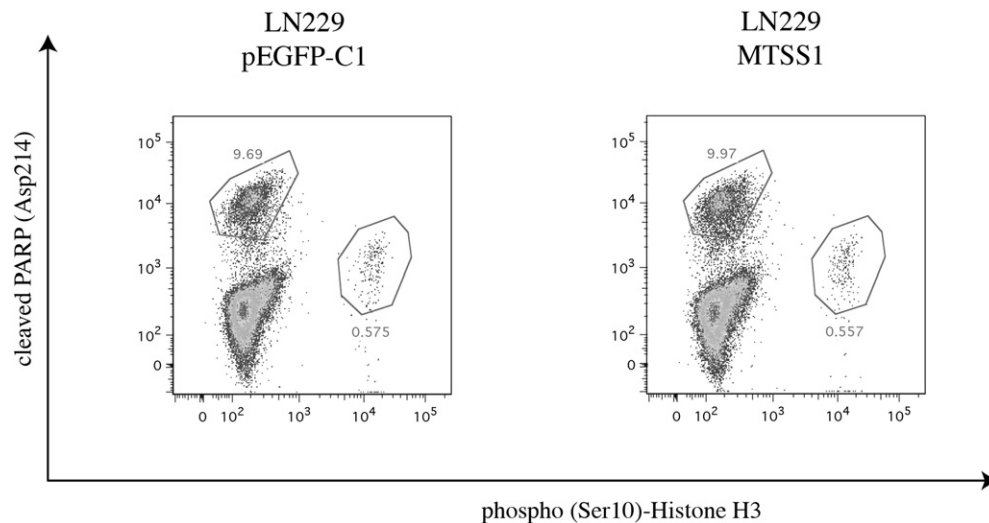 LN229
pEGFP-C1
LN229
MTSS1
cleaved PARP (Asp214)
10⁵
10⁴
10³
10²
0
9.69
0.575
0 10² 10³ 10⁴ 10⁵
10⁵
10⁴
10³
10²
0
9.97
0.557
0 10² 10³ 10⁴ 10⁵
phospho (Ser10)-Histone H3